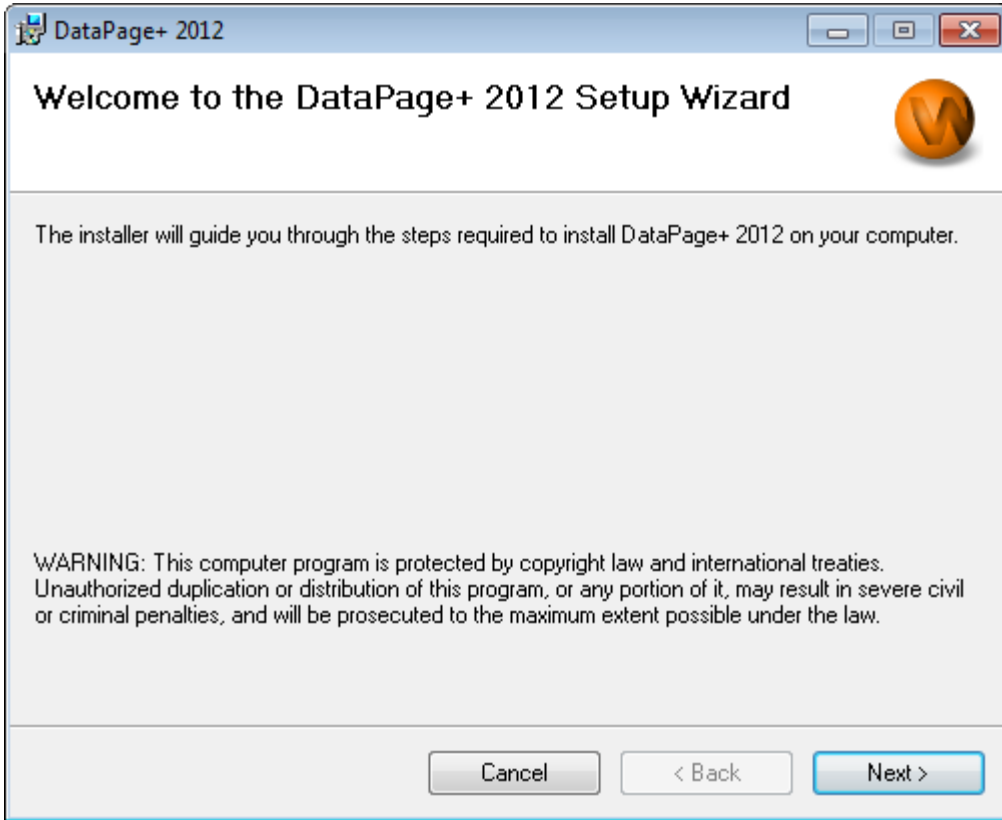 DataPage+ 2012
Welcome to the DataPage+ 2012 Setup Wizard
W
The installer will guide you through the steps required to install DataPage+ 2012 on your computer.
WARNING: This computer program is protected by copyright law and international treaties.
Unauthorized duplication or distribution of this program, or any portion of it, may result in severe civil
or criminal penalties, and will be prosecuted to the maximum extent possible under the law.
Cancel
< Back
Next >